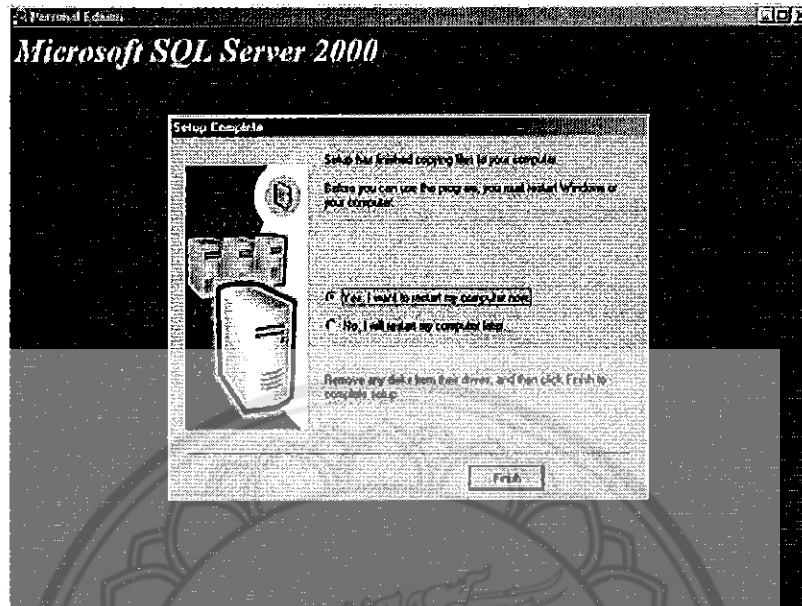 Personal Edition
Microsoft SQL Server 2000
Setup Complete
Setup has finished copying files to your computer.
Before you can use the program, you must restart Windows or
your computer.
Yes, I want to restart my computer now.
No, I will restart my computer later.
Remove any disks from their drives, and then click Finish to
complete setup.
Finish